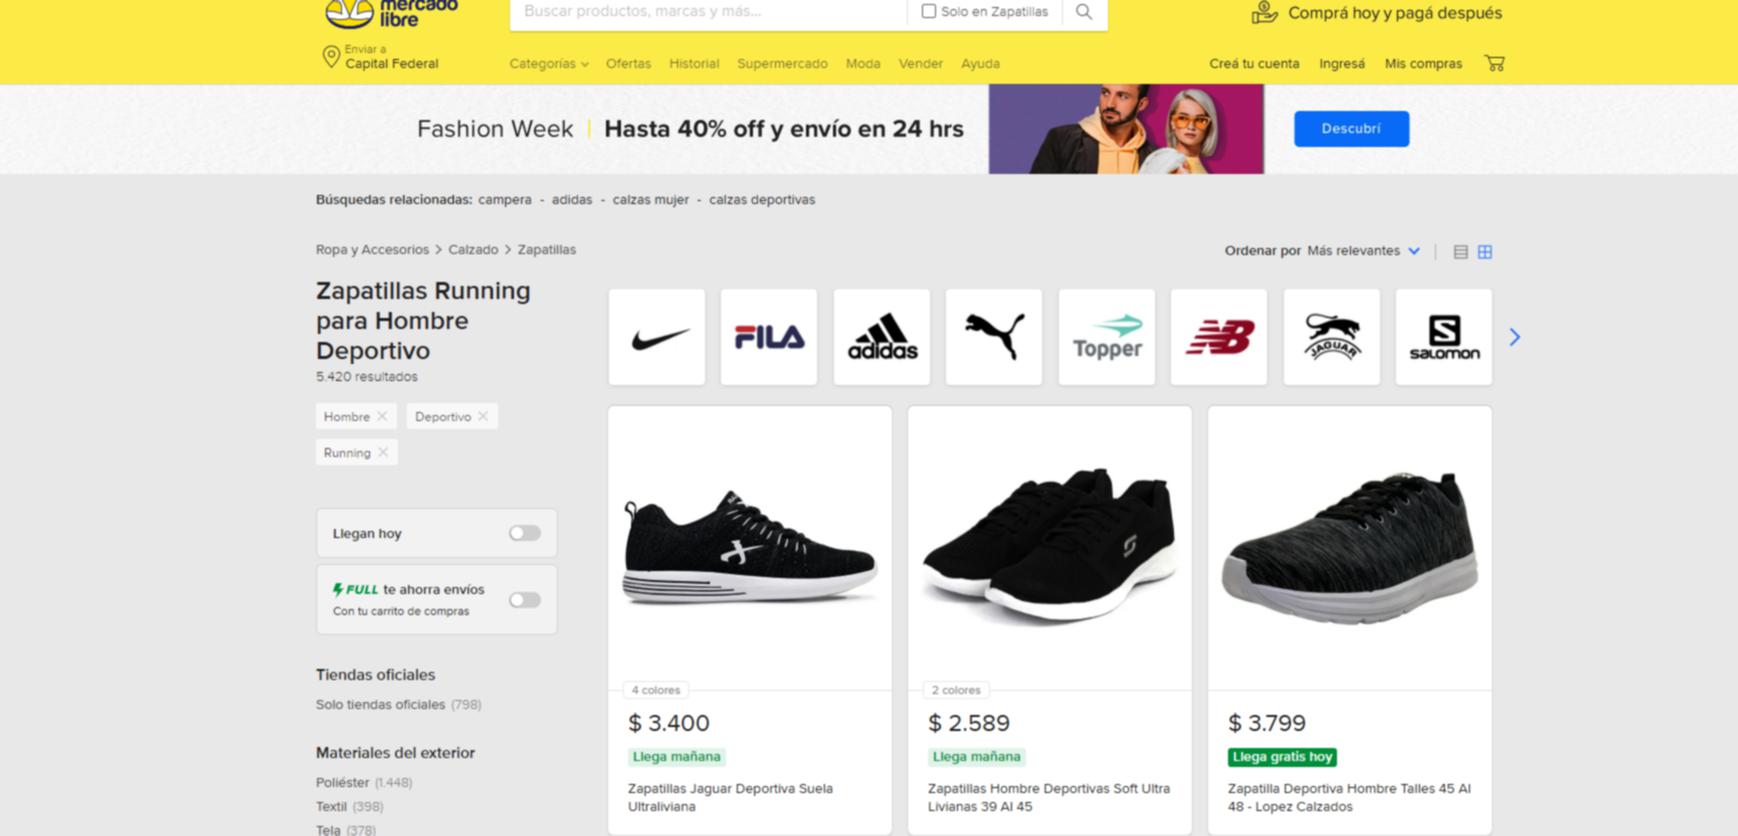 mercado
libre
Buscar productos, marcas y más...
Solo en Zapatillas
Comprá hoy y pagá después
Enviar a
Capital Federal
Categorías Ofertas Historial Supermercado Moda Vender Ayuda
Creá tu cuenta Ingresá Mis compras
Fashion Week | Hasta 40% off y envío en 24 hrs
Descubrí
Búsquedas relacionadas: campera - adidas - calzas mujer - calzas deportivas
Ropa y Accesorios > Calzado > Zapatillas
Ordenar por Más relevantes
Zapatillas Running
para Hombre
Deportivo
5.420 resultados
Hombre
Deportivo
Running
FILA
adidas
Topper
NB
JAGUAR
S
salomon
Llegan hoy
FULL te ahorra envíos
Con tu carrito de compras
Tiendas oficiales
Solo tiendas oficiales (798)
Materiales del exterior
Poliéster (1.448)
Textil (398)
Tela (378)
4 colores
$ 3.400
Llega mañana
Zapatillas Jaguar Deportiva Suela
Ultraliviana
2 colores
$ 2.589
Llega mañana
Zapatillas Hombre Deportivas Soft Ultra
Livianas 39 Al 45
$ 3.799
Llega gratis hoy
Zapatilla Deportiva Hombre Talles 45 Al
48 - Lopez Calzados